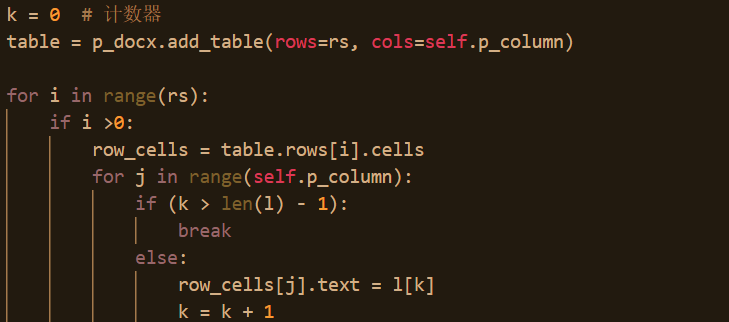 k = 0  # 计数器
table = p_docx.add_table(rows=rs, cols=self.p_column)
for i in range(rs):
    if i >0:
        row_cells = table.rows[i].cells
        for j in range(self.p_column):
            if (k > len(l) - 1):
                break
            else:
                row_cells[j].text = l[k]
                k = k + 1